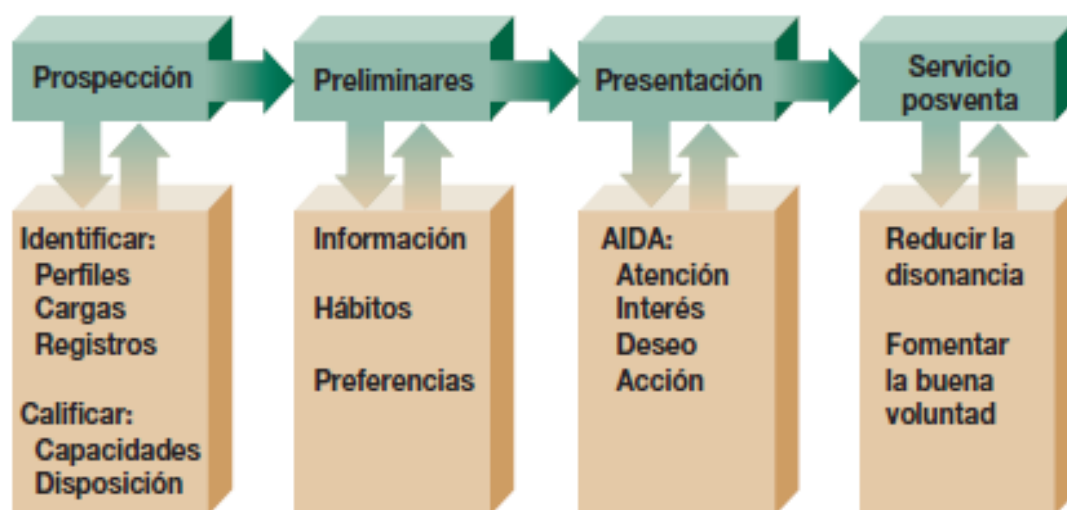 Prospección
Preliminares
Presentación
Servicio
posventa
Identificar:
Perfiles
Cargas
Registros
Calificar:
Capacidades
Disposición
Información
Hábitos
Preferencias
AIDA:
Atención
Interés
Deseo
Acción
Reducir la
disonancia
Fomentar
la buena
voluntad